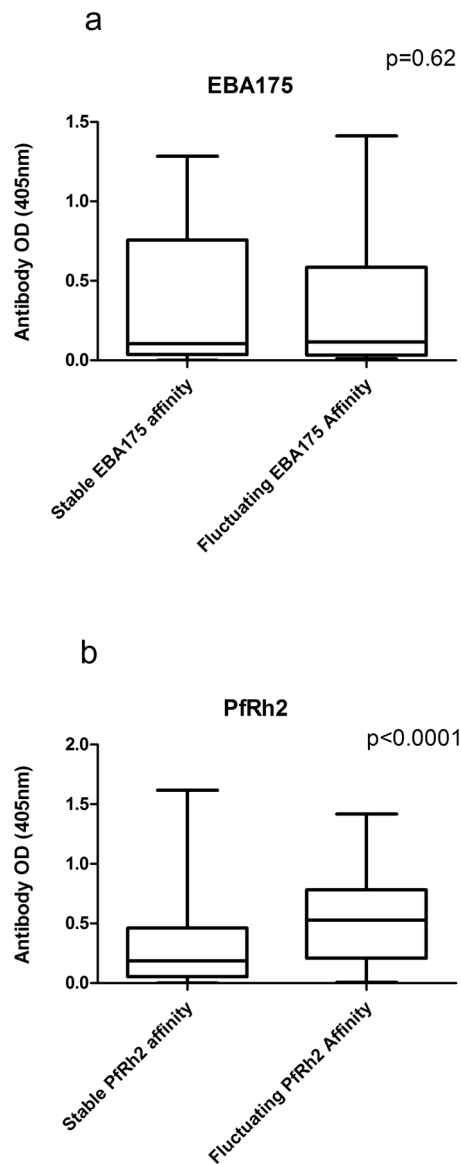 a
p=0.62
EBA175
Antibody OD (405nm)
1.5
1.0
0.5
0.0
Stable EBA175 affinity
Fluctuating EBA175 Affinity
b
PfRh2
p<0.0001
Antibody OD (405nm)
2.0
1.5
1.0
0.5
0.0
Stable PfRh2 affinity
Fluctuating PfRh2 Affinity